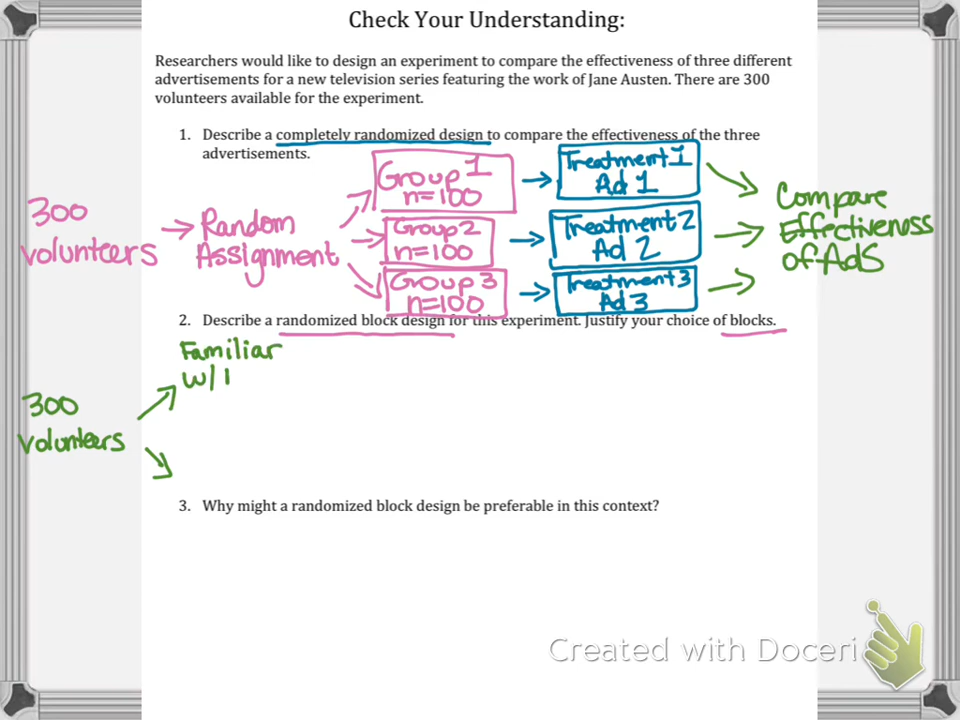 Check Your Understanding:
Researchers would like to design an experiment to compare the effectiveness of three different
advertisements for a new television series featuring the work of Jane Austen. There are 300
volunteers available for the experiment.
1. Describe a completely randomized design to compare the effectiveness of the three
advertisements.
300
volunteers
Random
Assignment
Group 1
n=100
Group 2
n=100
Group 3
n=100
Treatment 1
Ad 1
Treatment 2
Ad 2
Treatment 3
Ad 3
Compare
Effectiveness
of Ads
2. Describe a randomized block design for this experiment. Justify your choice of blocks.
Familiar
w/
300
Volunteers
3. Why might a randomized block design be preferable in this context?
Created with Doceri